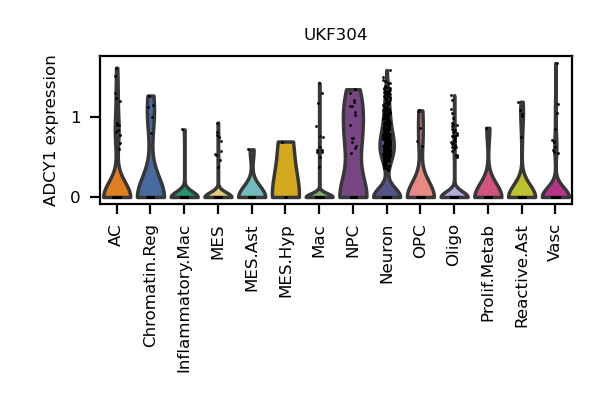 UKF304
ADCY1 expression
1
0
AC
Chromatin.Reg
Inflammatory.Mac
MES
MES.Ast
MES.Hyp
Mac
NPC
Neuron
OPC
Oligo
Prolif.Metab
Reactive.Ast
Vasc